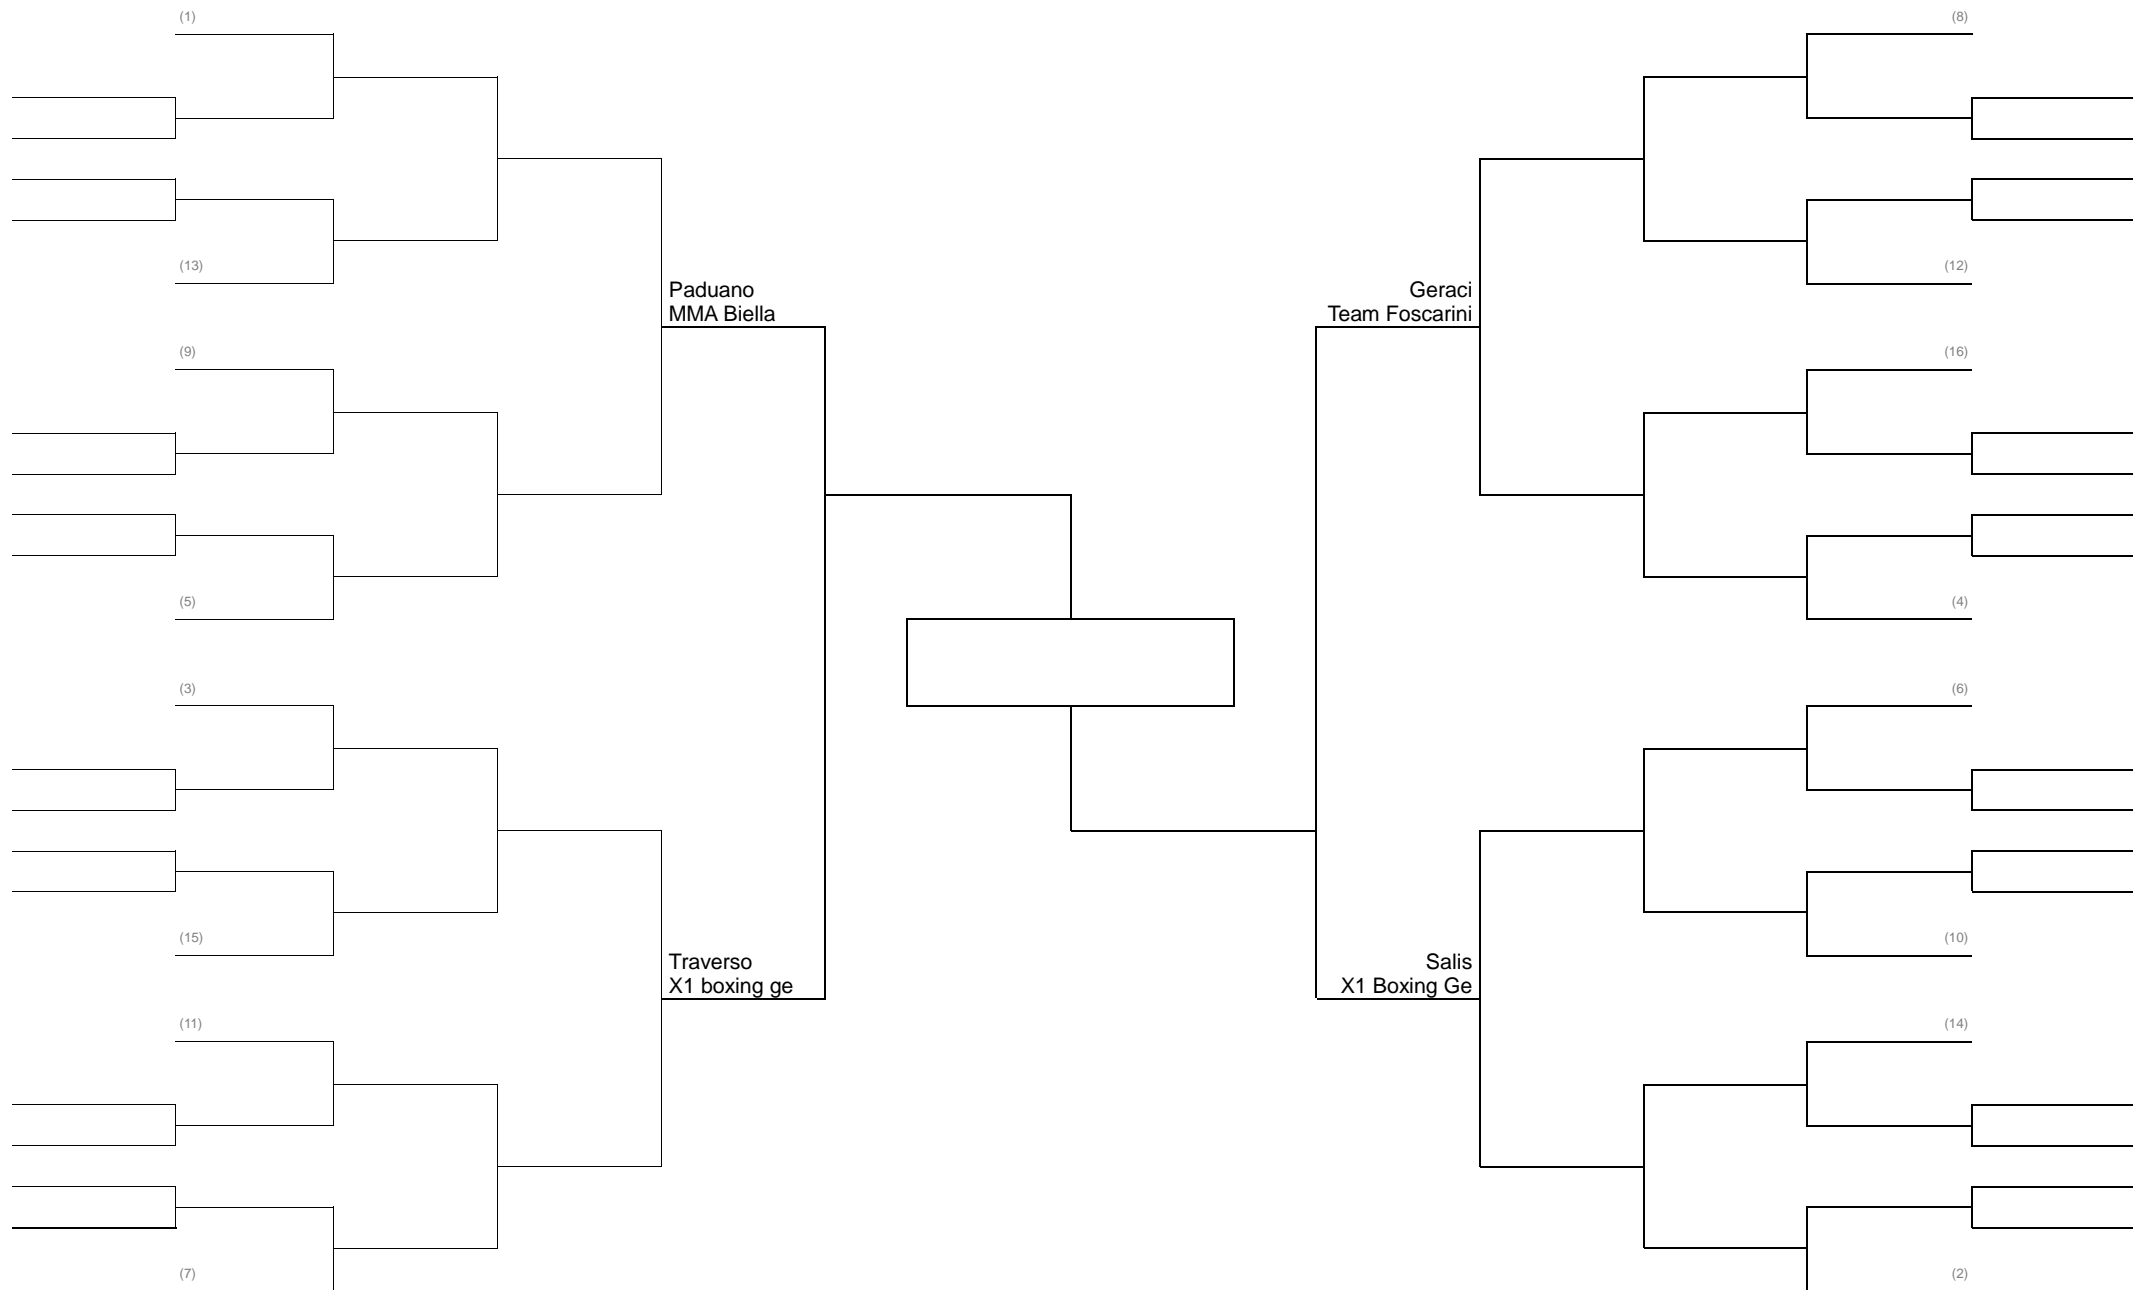 (1)
(8)
(13)
(12)
Paduano
MMA Biella
Geraci
Team Foscarini
(9)
(16)
(5)
(4)
(3)
(6)
(15)
(10)
Traverso
X1 boxing ge
Salis
X1 Boxing Ge
(11)
(14)
(7)
(2)